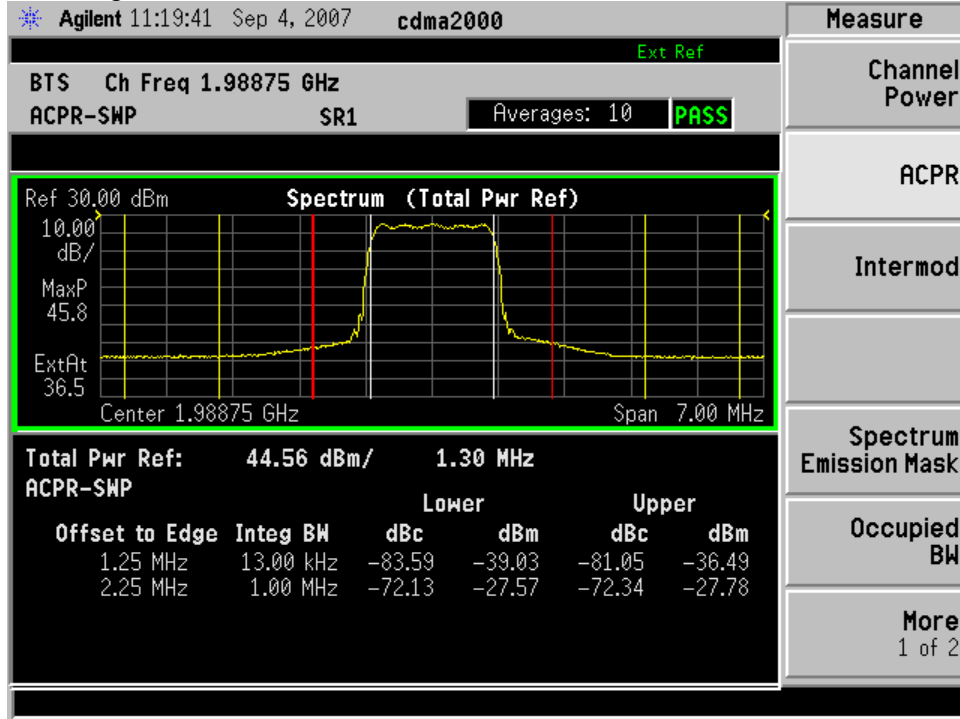 Agilent 11:19:41 Sep 4, 2007 cdma2000
Measure
Ext Ref
BTS Ch Freq 1.98875 GHz
ACPR-SWP SR1 Averages: 10 PASS
Channel Power
ACPR
Intermod
Spectrum Emission Mask
Occupied BW
More
1 of 2
Ref 30.00 dBm Spectrum (Total Pwr Ref)
10.00
dB/
MaxP
45.8
ExtAt
36.5
Center 1.98875 GHz Span 7.00 MHz
Total Pwr Ref: 44.56 dBm/ 1.30 MHz
ACPR-SWP
Lower Upper
Offset to Edge Integ BW dBc dBm dBc dBm
1.25 MHz 13.00 kHz -83.59 -39.03 -81.05 -36.49
2.25 MHz 1.00 MHz -72.13 -27.57 -72.34 -27.78